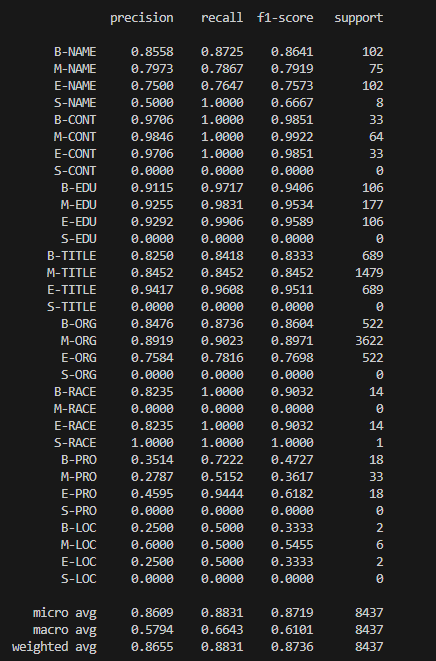 precision recall f1-score support
B-NAME 0.8558 0.8725 0.8641 102
M-NAME 0.7973 0.7867 0.7919 75
E-NAME 0.7500 0.7647 0.7573 102
S-NAME 0.5000 1.0000 0.6667 8
B-CONT 0.9706 1.0000 0.9851 33
M-CONT 0.9846 1.0000 0.9922 64
E-CONT 0.9706 1.0000 0.9851 33
S-CONT 0.0000 0.0000 0.0000 0
B-EDU 0.9115 0.9717 0.9406 106
M-EDU 0.9255 0.9831 0.9534 177
E-EDU 0.9292 0.9906 0.9589 106
S-EDU 0.0000 0.0000 0.0000 0
B-TITLE 0.8250 0.8418 0.8333 689
M-TITLE 0.8452 0.8452 0.8452 1479
E-TITLE 0.9417 0.9608 0.9511 689
S-TITLE 0.0000 0.0000 0.0000 0
B-ORG 0.8476 0.8736 0.8604 522
M-ORG 0.8919 0.9023 0.8971 3622
E-ORG 0.7584 0.7816 0.7698 522
S-ORG 0.0000 0.0000 0.0000 0
B-RACE 0.8235 1.0000 0.9032 14
M-RACE 0.0000 0.0000 0.0000 0
E-RACE 0.8235 1.0000 0.9032 14
S-RACE 1.0000 1.0000 1.0000 1
B-PRO 0.3514 0.7222 0.4727 18
M-PRO 0.2787 0.5152 0.3617 33
E-PRO 0.4595 0.9444 0.6182 18
S-PRO 0.0000 0.0000 0.0000 0
B-LOC 0.2500 0.5000 0.3333 2
M-LOC 0.6000 0.5000 0.5455 6
E-LOC 0.2500 0.5000 0.3333 2
S-LOC 0.0000 0.0000 0.0000 0
micro avg 0.8609 0.8831 0.8719 8437
macro avg 0.5794 0.6643 0.6101 8437
weighted avg 0.8655 0.8831 0.8736 8437